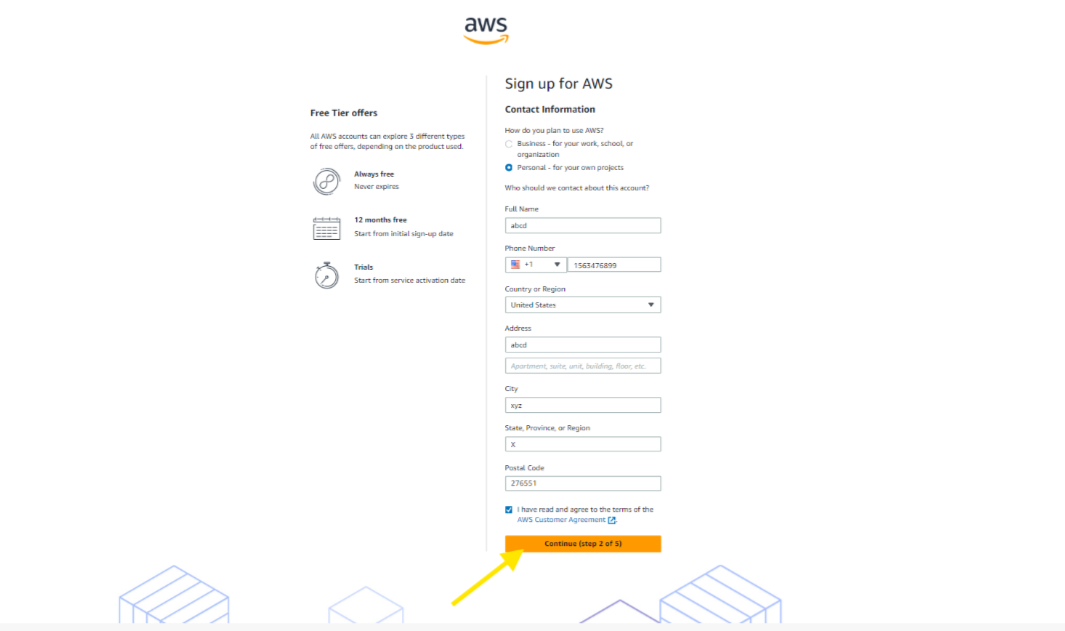 aws
Free Tier offers
All AWS accounts can explore 3 different types
of free offers, depending on the product used.
Always free
Never expires
12 months free
Start from initial sign-up date
Trials
Start from service activation date
Sign up for AWS
Contact Information
How do you plan to use AWS?
Business - for your work, school, or
organization
Personal - for your own projects
Who should we contact about this account?
Full Name
abcd
Phone Number
+1 1563476899
Country or Region
United States
Address
abcd
Apartment, suite, unit, building, floor, etc.
City
xyz
State, Province, or Region
X
Postal Code
276551
I have read and agree to the terms of the
AWS Customer Agreement.
Continue (step 2 of 5)